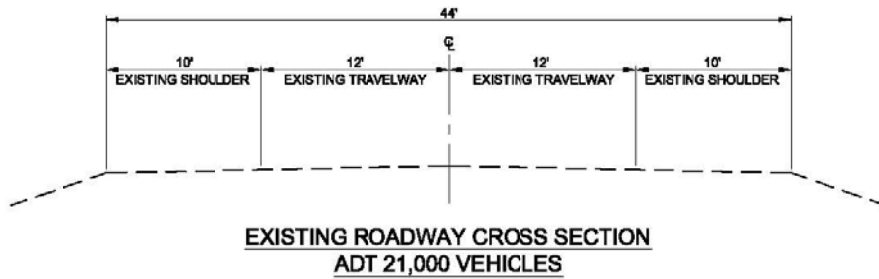 44'
℄
10' 12' 12' 10'
EXISTING SHOULDER EXISTING TRAVELWAY EXISTING TRAVELWAY EXISTING SHOULDER
EXISTING ROADWAY CROSS SECTION
ADT 21,000 VEHICLES